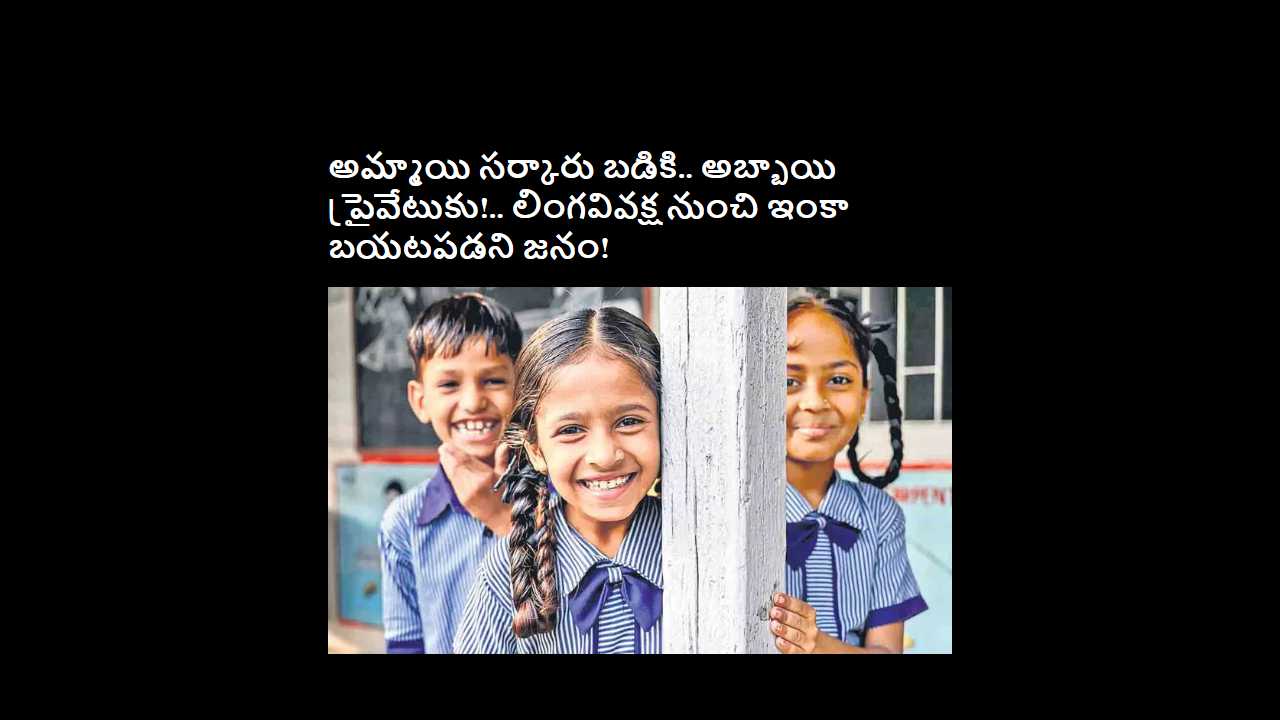 అమ్మాయి సర్కారు బడికి.. అబ్బాయి
ప్రైవేటుకు!.. లింగవివక్ష నుంచి ఇంకా
బయటపడని జనం!